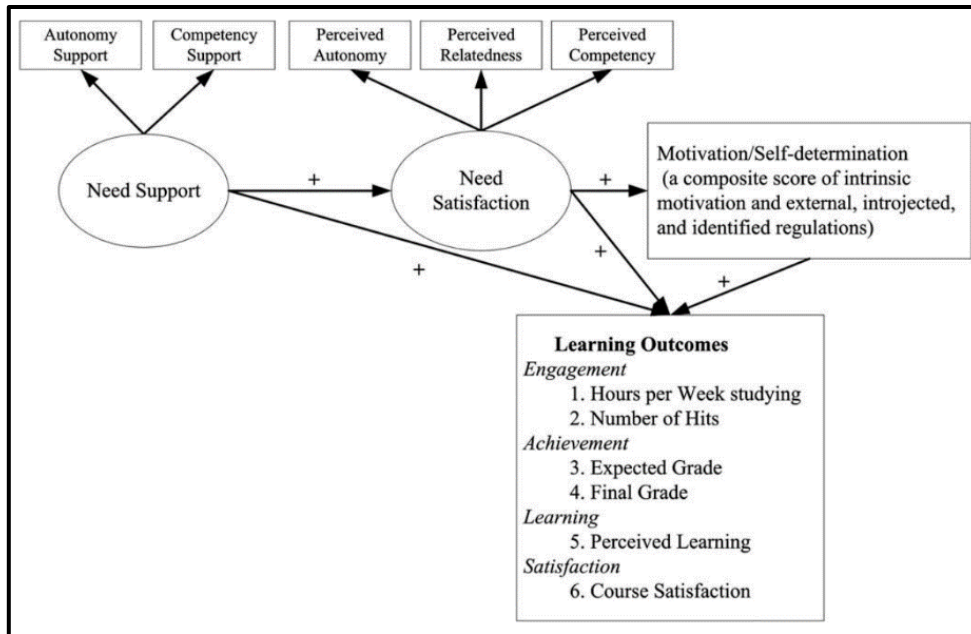 Autonomy
Support
Competency
Support
Perceived
Autonomy
Perceived
Relatedness
Perceived
Competency
Need Support
+
Need
Satisfaction
+
Motivation/Self-determination
(a composite score of intrinsic
motivation and external, introjected,
and identified regulations)
+
+
+
Learning Outcomes
Engagement
1. Hours per Week studying
2. Number of Hits
Achievement
3. Expected Grade
4. Final Grade
Learning
5. Perceived Learning
Satisfaction
6. Course Satisfaction